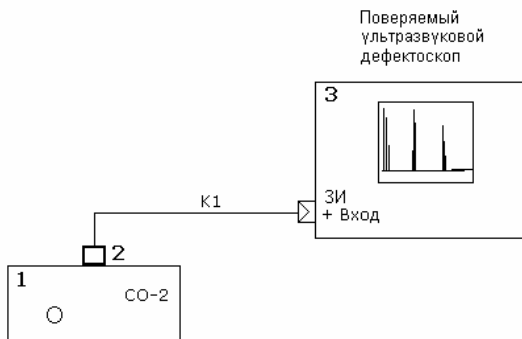 Поверяемый
ультразвуковой
дефектоскоп
3
ЗИ
+ Вход
К1
2
1
СО-2